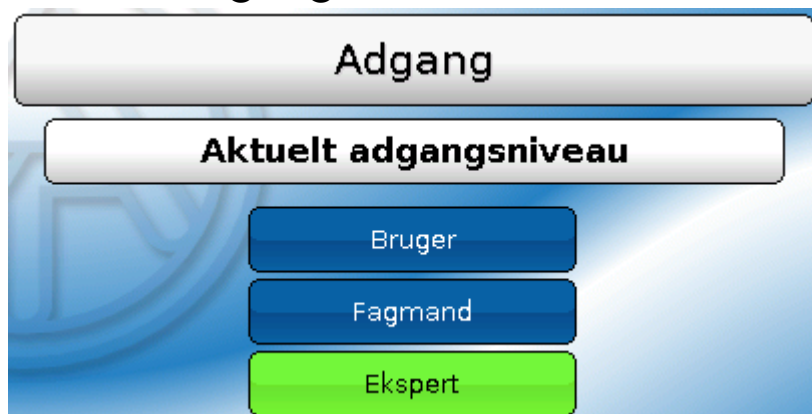 Adgang
Aktuelt adgangsniveau
Bruger
Fagmand
Ekspert